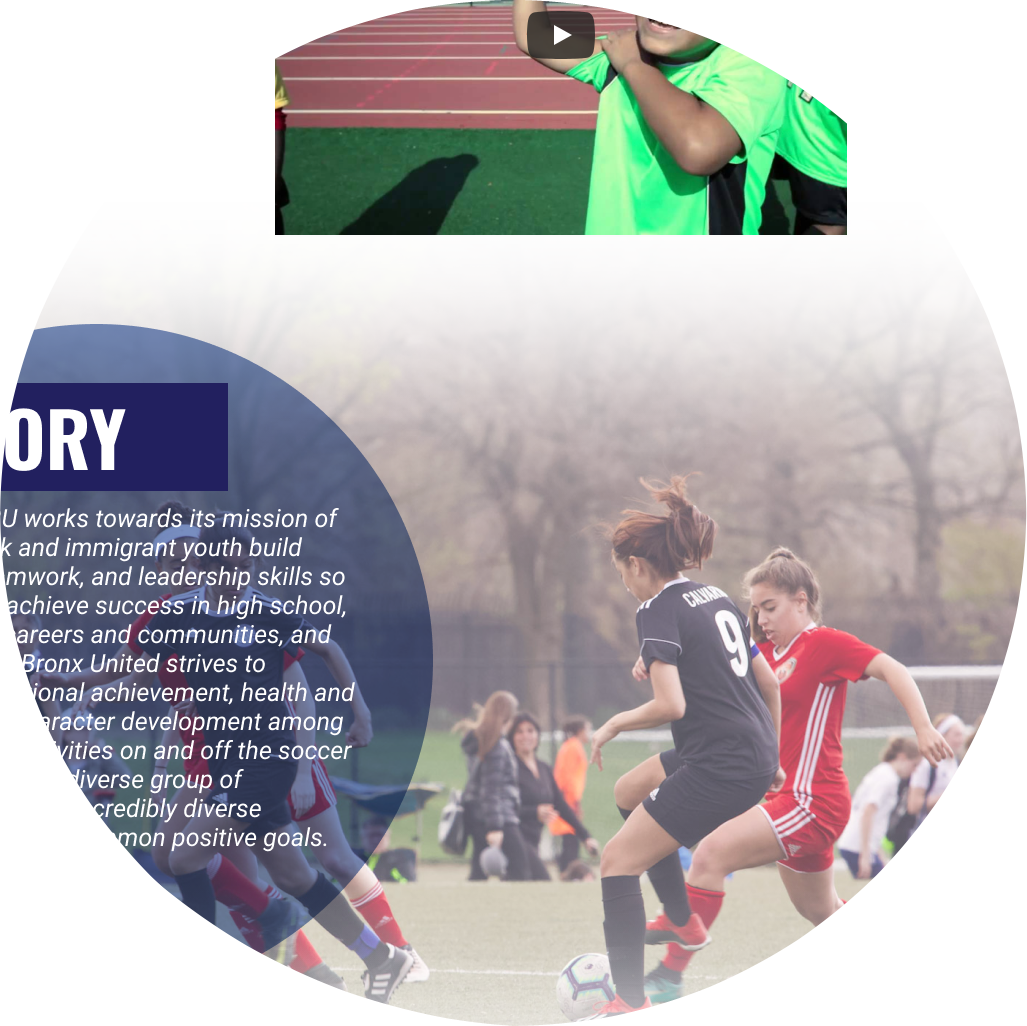 ORY
U works towards its mission of
k and immigrant youth build
mwork, and leadership skills so
achieve success in high school,
areers and communities, and
Bronx United strives to
ional achievement, health and
aracter development among
vities on and off the soccer
diverse group of
credibly diverse
mon positive goals.
9